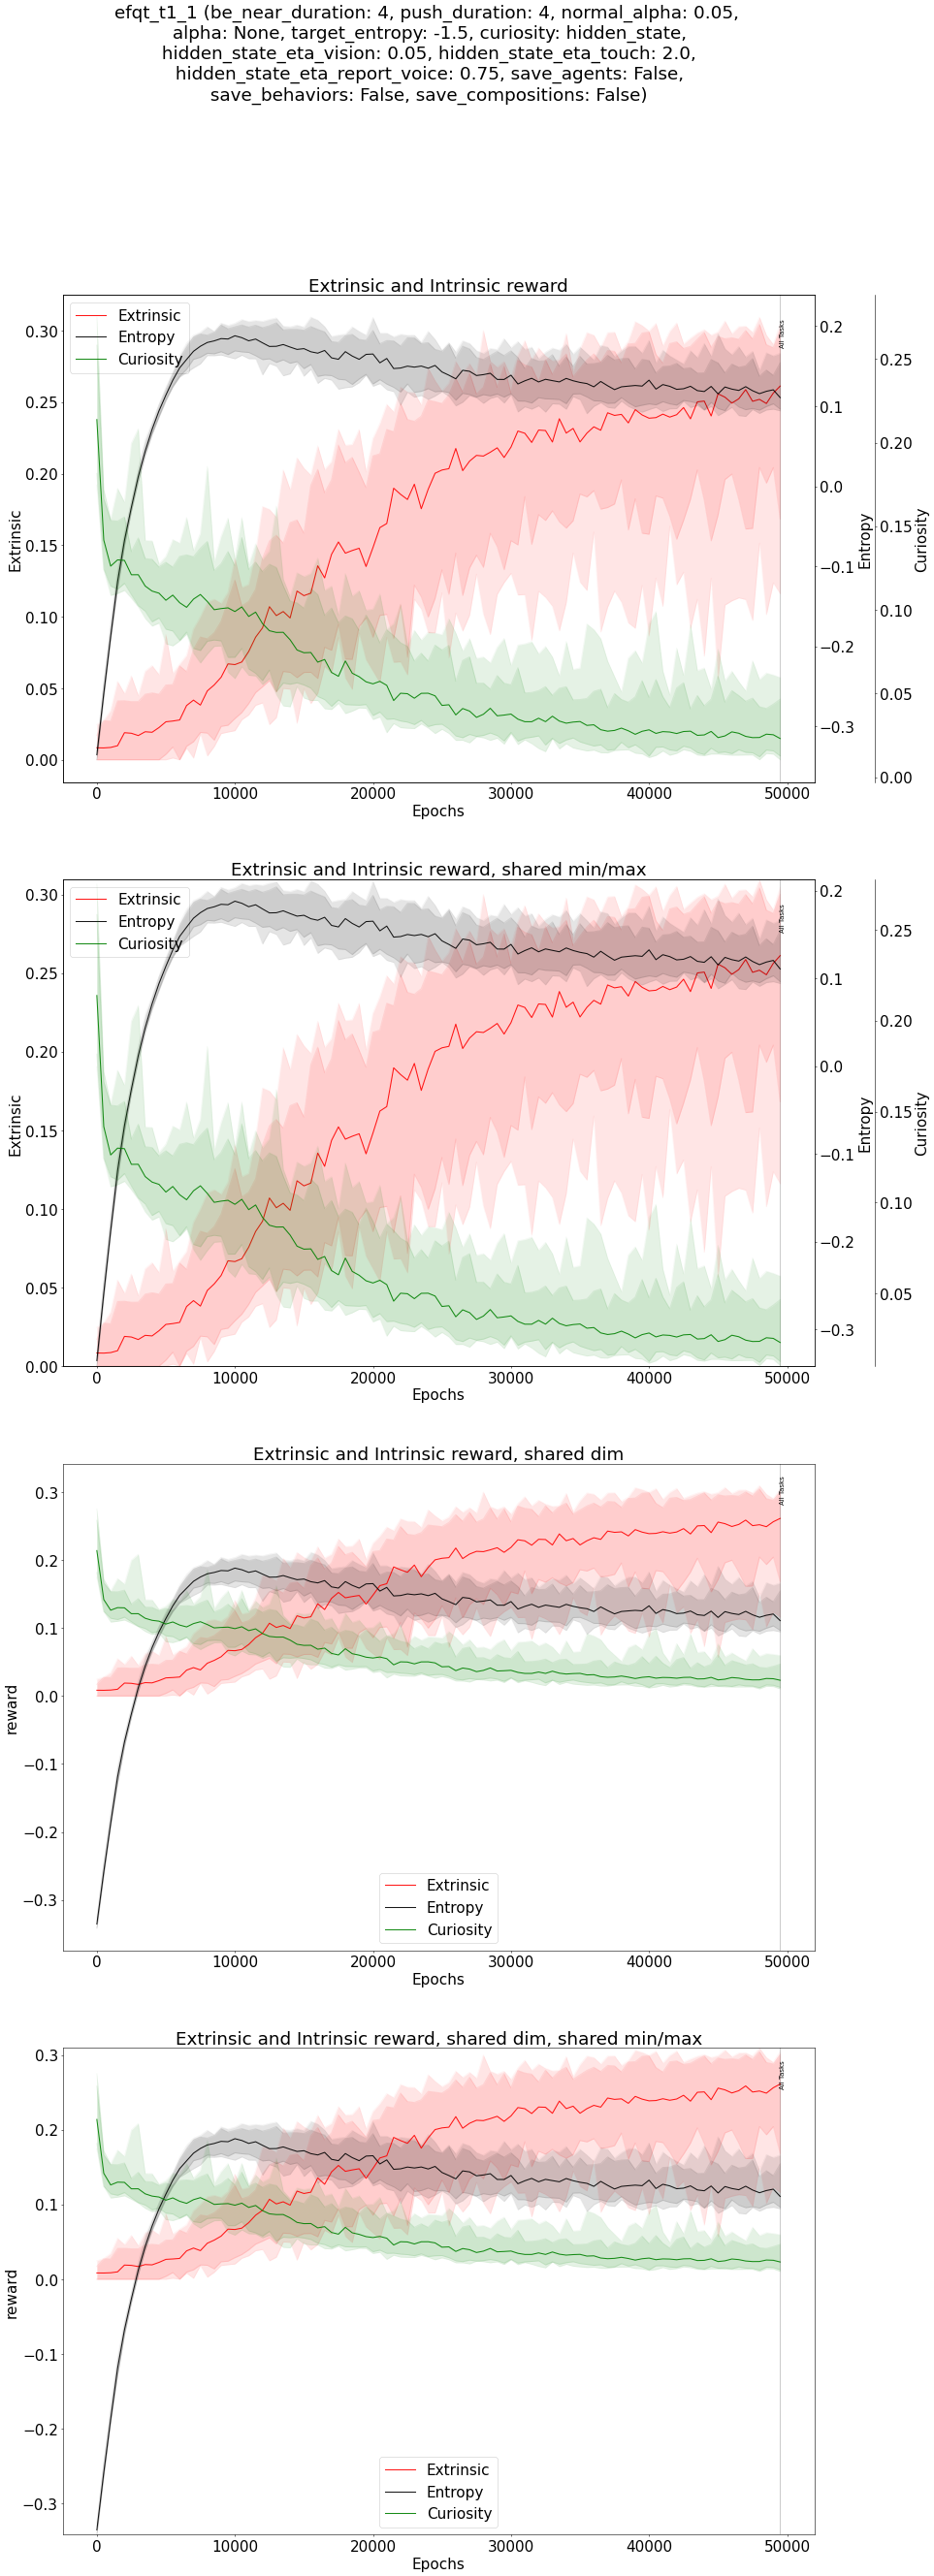 efqt_t1_1 (be_near_duration: 4, push_duration: 4, normal_alpha: 0.05,
alpha: None, target_entropy: -1.5, curiosity: hidden_state,
hidden_state_eta_vision: 0.05, hidden_state_eta_touch: 2.0,
hidden_state_eta_report_voice: 0.75, save_agents: False,
save_behaviors: False, save_compositions: False)
Extrinsic and Intrinsic reward
Extrinsic
Entropy
Curiosity
All Tasks
0.30
0.25
0.20
0.15
0.10
0.05
0.00
Extrinsic
0.2
0.1
0.0
−0.1
−0.2
−0.3
Entropy
0.25
0.20
0.15
0.10
0.05
0.00
Curiosity
0 10000 20000 30000 40000 50000
Epochs
Extrinsic and Intrinsic reward, shared min/max
Extrinsic
Entropy
Curiosity
All Tasks
0.30
0.25
0.20
0.15
0.10
0.05
0.00
Extrinsic
0.2
0.1
0.0
−0.1
−0.2
−0.3
Entropy
0.25
0.20
0.15
0.10
0.05
Curiosity
0 10000 20000 30000 40000 50000
Epochs
Extrinsic and Intrinsic reward, shared dim
All Tasks
0.3
0.2
0.1
0.0
−0.1
−0.2
−0.3
reward
Extrinsic
Entropy
Curiosity
0 10000 20000 30000 40000 50000
Epochs
Extrinsic and Intrinsic reward, shared dim, shared min/max
All Tasks
0.3
0.2
0.1
0.0
−0.1
−0.2
−0.3
reward
Extrinsic
Entropy
Curiosity
0 10000 20000 30000 40000 50000
Epochs